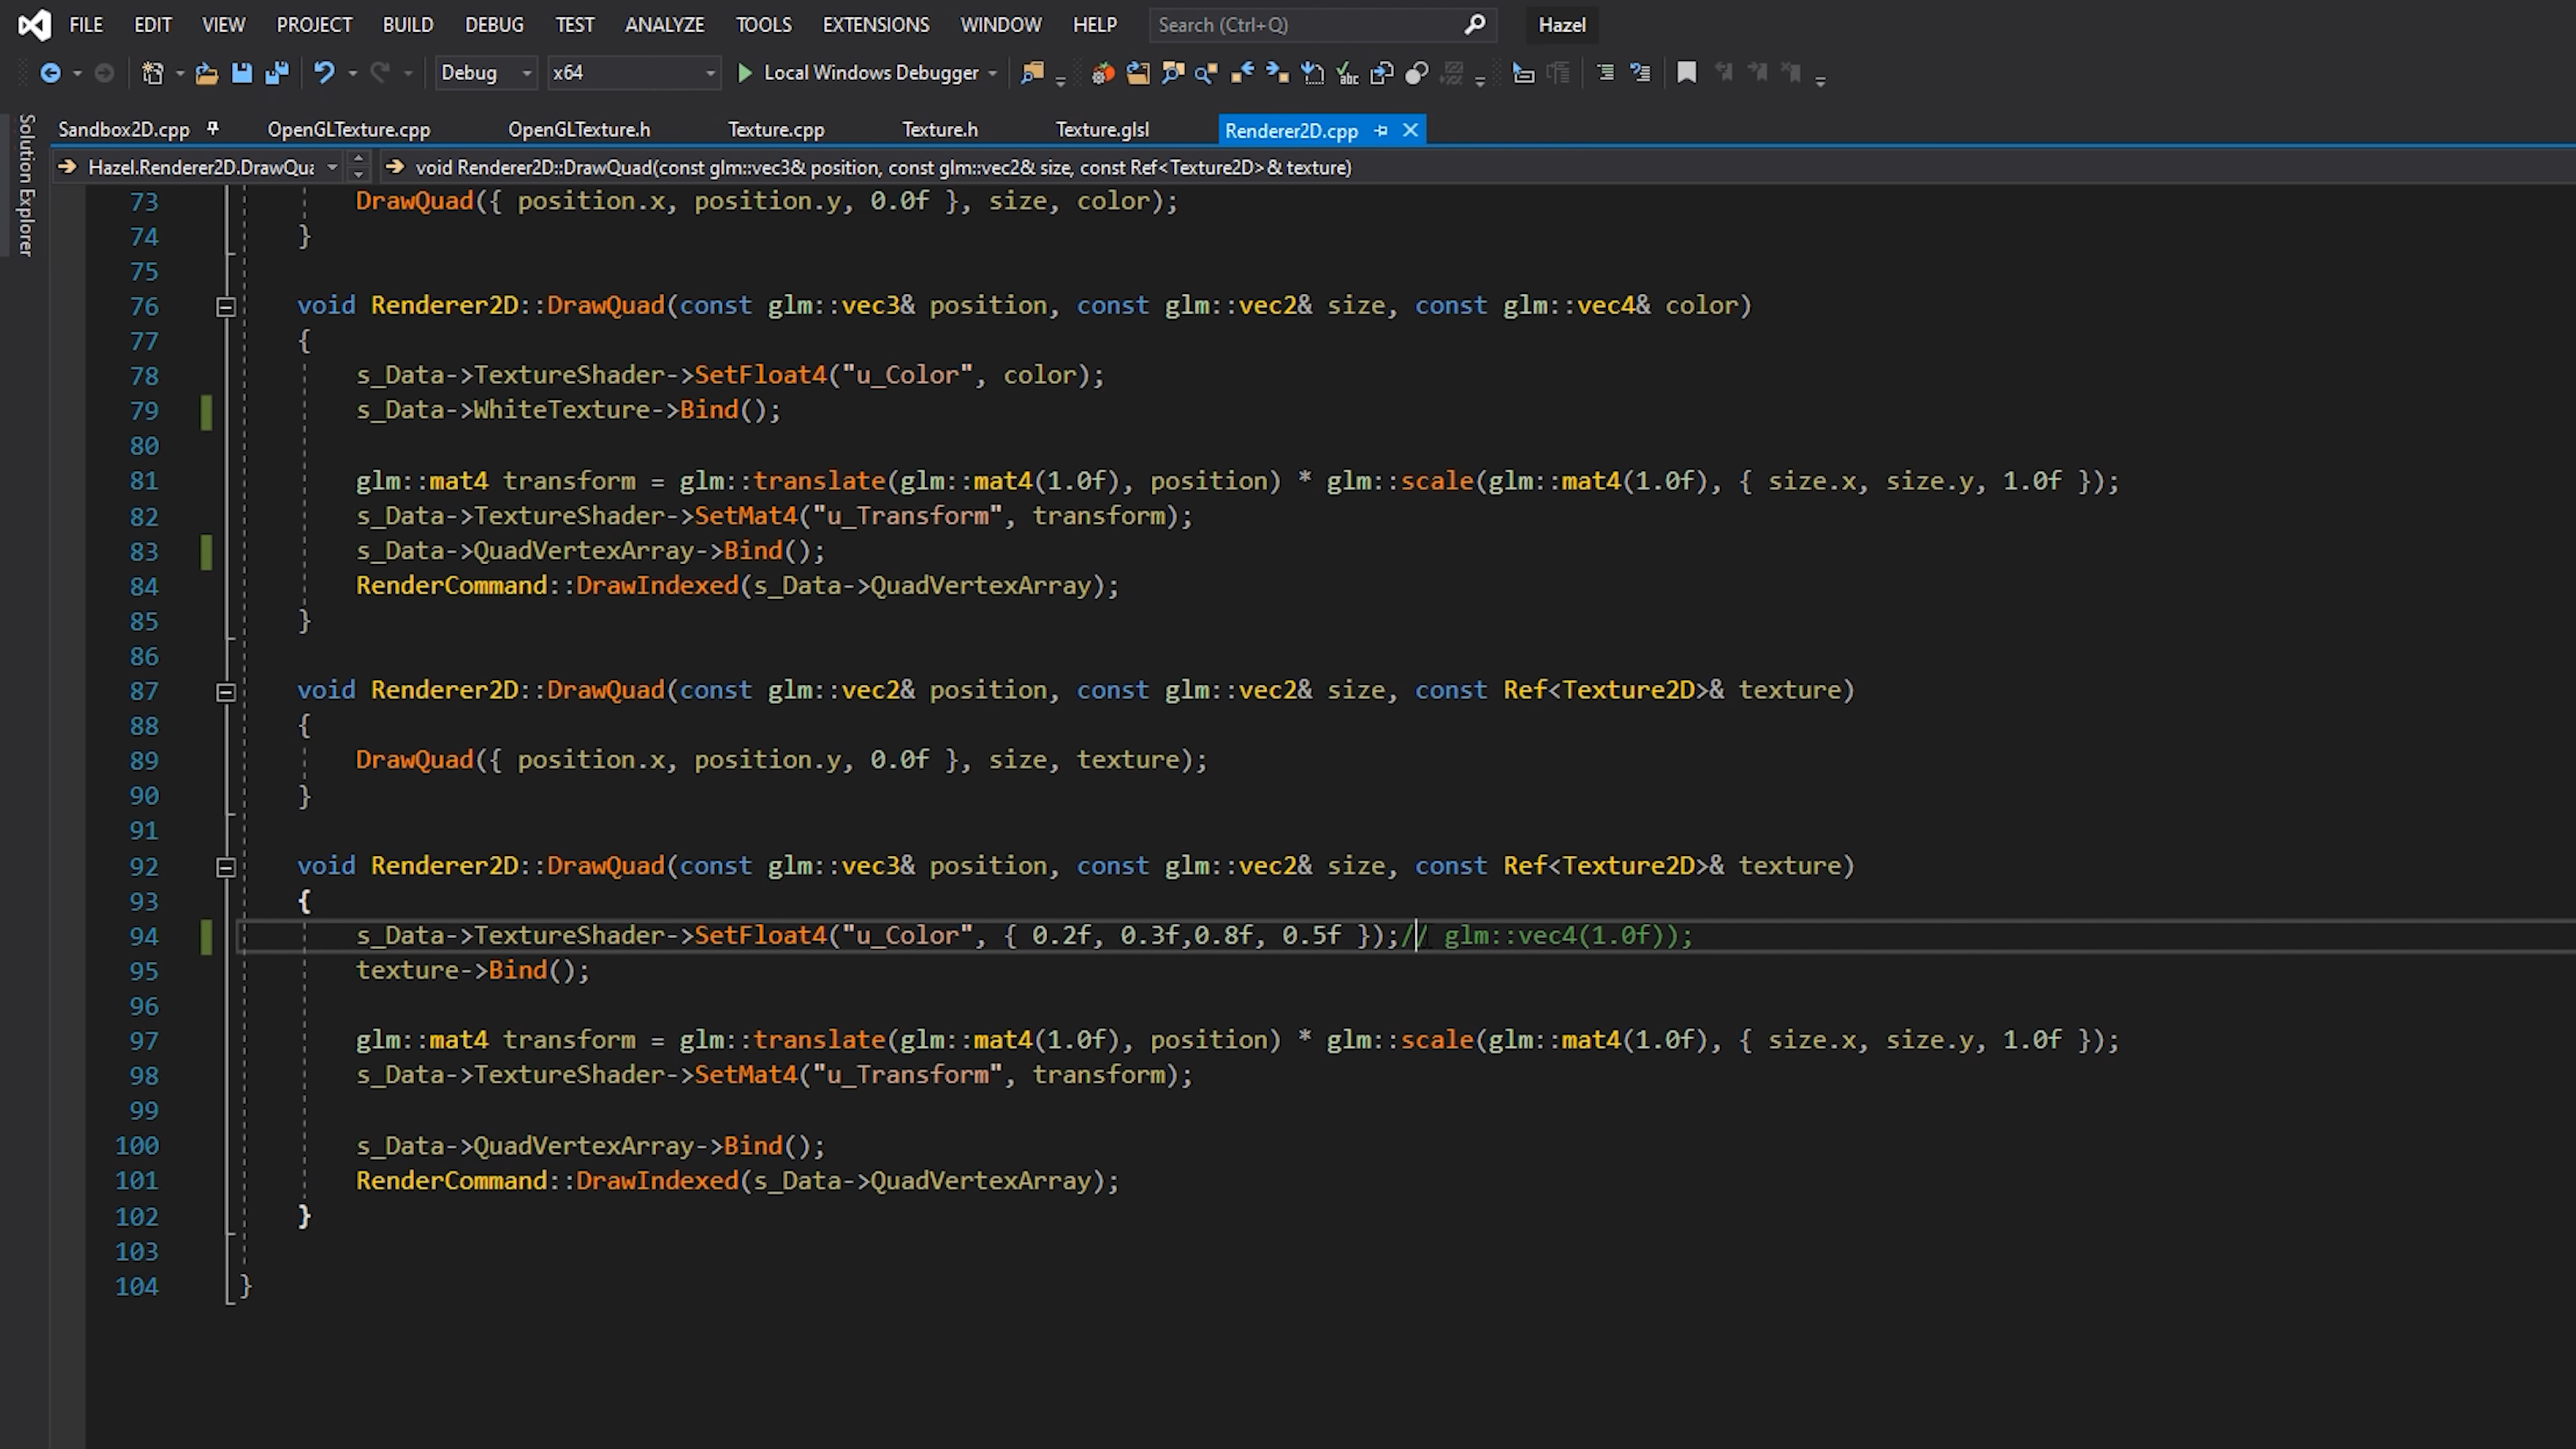 FILE EDIT VIEW PROJECT BUILD DEBUG TEST ANALYZE TOOLS EXTENSIONS WINDOW HELP Search (Ctrl+Q) Hazel
Debug x64 Local Windows Debugger
Solution Explorer
Sandbox2D.cpp OpenGLTexture.cpp OpenGLTexture.h Texture.cpp Texture.h Texture.glsl Renderer2D.cpp
Hazel.Renderer2D.DrawQua void Renderer2D::DrawQuad(const glm::vec3& position, const glm::vec2& size, const Ref<Texture2D>& texture)
73 DrawQuad({ position.x, position.y, 0.0f }, size, color);
74 }
75
76 void Renderer2D::DrawQuad(const glm::vec3& position, const glm::vec2& size, const glm::vec4& color)
77 {
78 s_Data->TextureShader->SetFloat4("u_Color", color);
79 s_Data->WhiteTexture->Bind();
80
81 glm::mat4 transform = glm::translate(glm::mat4(1.0f), position) * glm::scale(glm::mat4(1.0f), { size.x, size.y, 1.0f });
82 s_Data->TextureShader->SetMat4("u_Transform", transform);
83 s_Data->QuadVertexArray->Bind();
84 RenderCommand::DrawIndexed(s_Data->QuadVertexArray);
85 }
86
87 void Renderer2D::DrawQuad(const glm::vec2& position, const glm::vec2& size, const Ref<Texture2D>& texture)
88 {
89 DrawQuad({ position.x, position.y, 0.0f }, size, texture);
90 }
91
92 void Renderer2D::DrawQuad(const glm::vec3& position, const glm::vec2& size, const Ref<Texture2D>& texture)
93 {
94 s_Data->TextureShader->SetFloat4("u_Color", { 0.2f, 0.3f,0.8f, 0.5f });// glm::vec4(1.0f));
95 texture->Bind();
96
97 glm::mat4 transform = glm::translate(glm::mat4(1.0f), position) * glm::scale(glm::mat4(1.0f), { size.x, size.y, 1.0f });
98 s_Data->TextureShader->SetMat4("u_Transform", transform);
99
100 s_Data->QuadVertexArray->Bind();
101 RenderCommand::DrawIndexed(s_Data->QuadVertexArray);
102 }
103
104 }